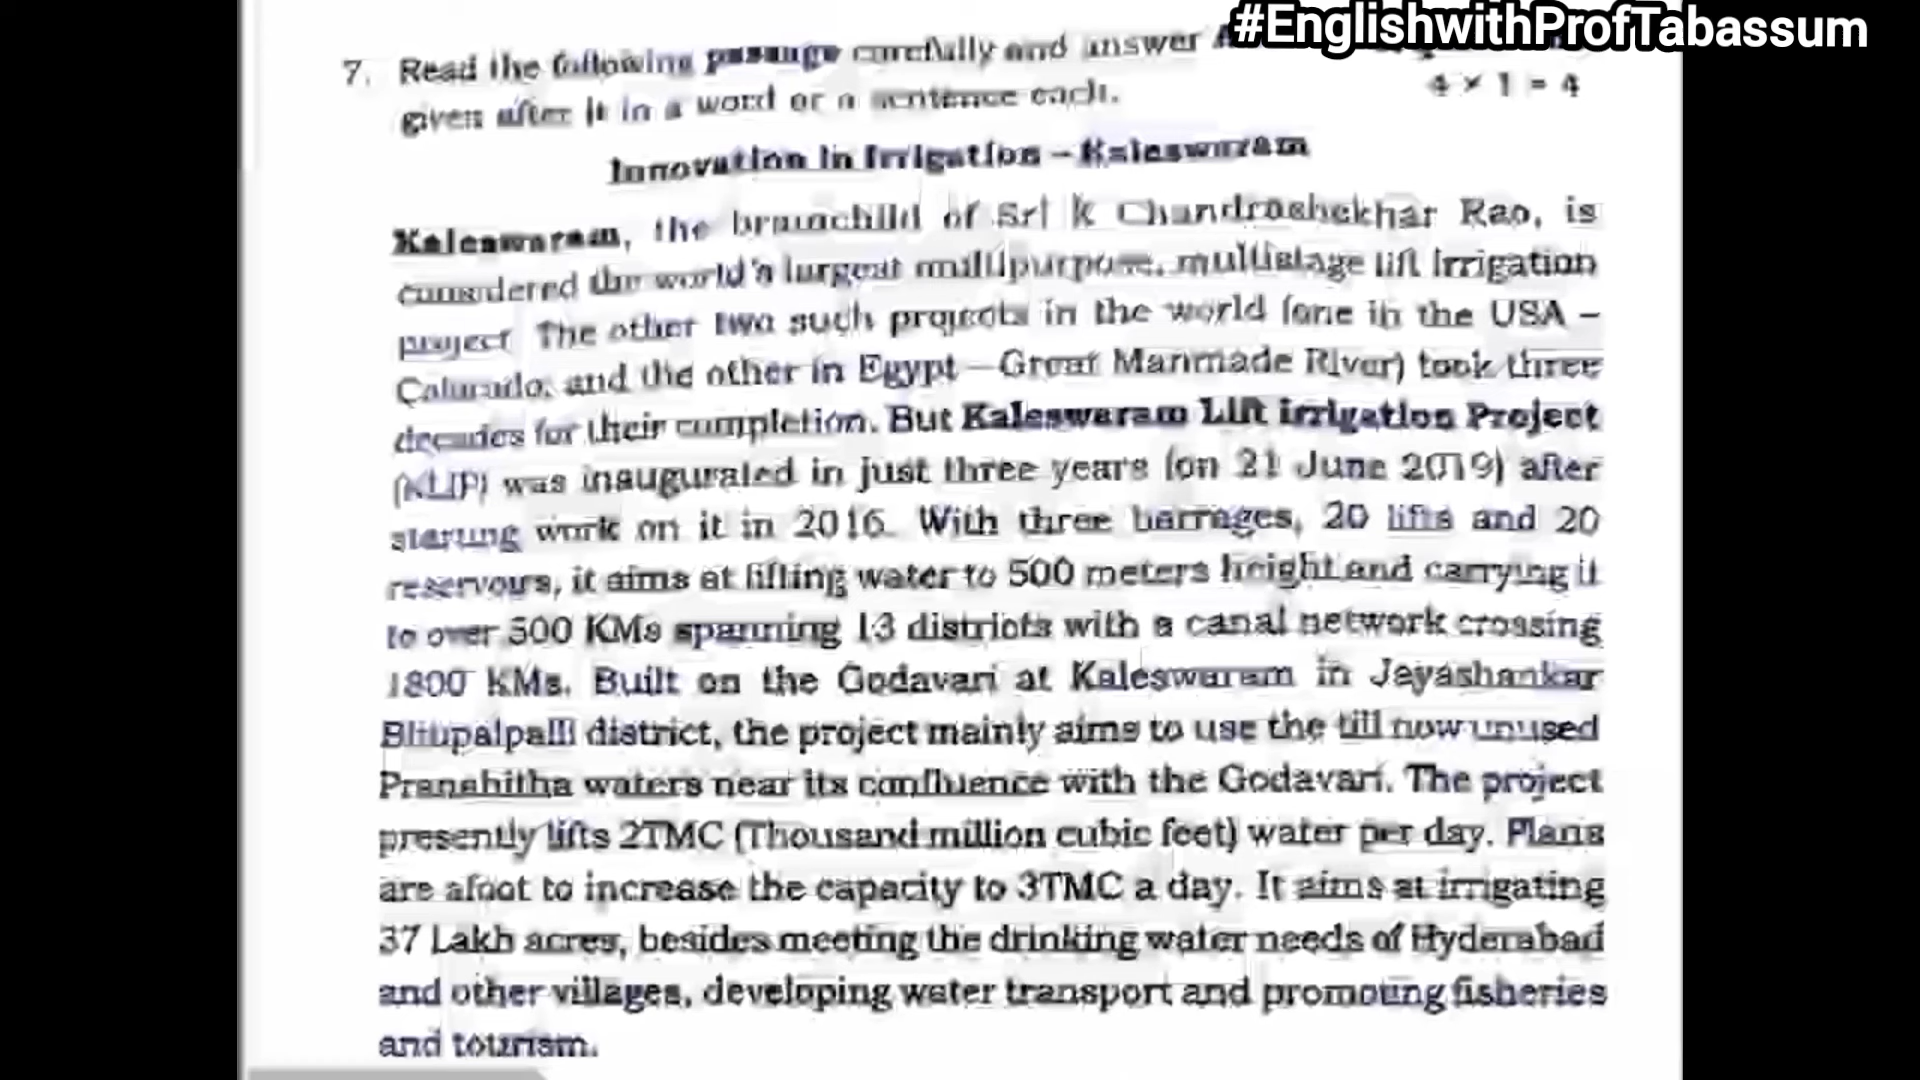 #EnglishwithProfTabassum
7. Read the following passage carefully and answer
given after it in a word or a sentence each.
4 × 1 = 4
Innovation in Irrigation – Kaleswaram
Kaleswaram, the brainchild of Sri K Chandrashekhar Rao, is
considered the world's largest multipurpose, multistage lift irrigation
project. The other two such projects in the world (one in the USA –
Colorado, and the other in Egypt – Great Manmade River) took three
decades for their completion. But Kaleswaram Lift irrigation Project
(KLIP) was inaugurated in just three years (on 21 June 2019) after
starting work on it in 2016. With three barrages, 20 lifts and 20
reservours, it aims at lifting water to 500 meters height and carrying it
to over 500 KMs spanning 13 districts with a canal network crossing
1800 KMs. Built on the Godavari at Kaleswaram in Jayashankar
Bhupalpalli district, the project mainly aims to use the till now unused
Pranahitha waters near its confluence with the Godavari. The project
presently lifts 2TMC (Thousand million cubic feet) water per day. Plans
are afoot to increase the capacity to 3TMC a day. It aims at irrigating
37 Lakh acres, besides meeting the drinking water needs of Hyderabad
and other villages, developing water transport and promoting fisheries
and tourism.